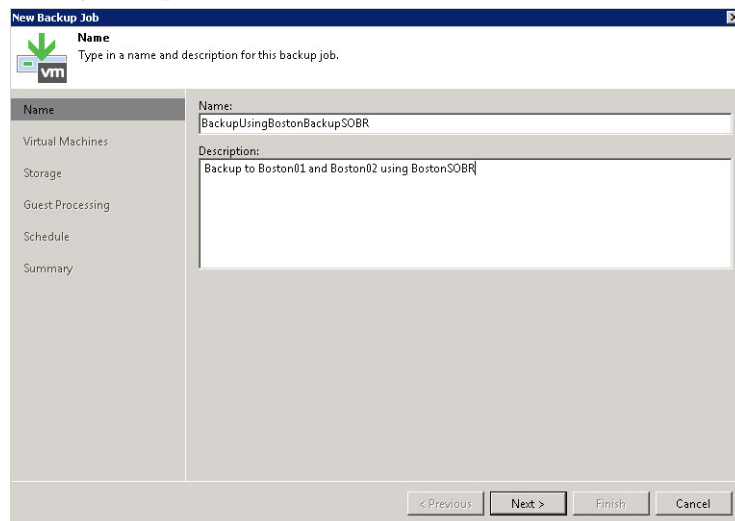 New Backup Job
Name
Type in a name and description for this backup job.
vm
Name
Virtual Machines
Storage
Guest Processing
Schedule
Summary
Name:
BackupUsingBostonBackupSOBR
Description:
Backup to Boston01 and Boston02 using BostonSOBR
< Previous
Next >
Finish
Cancel